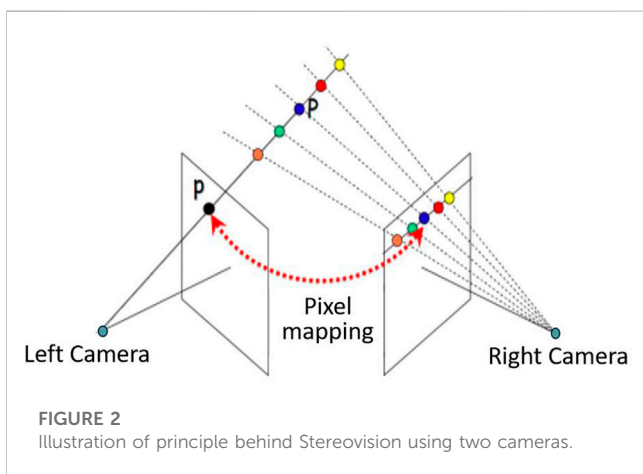 P
p
Pixel
mapping
Left Camera
Right Camera
FIGURE 2
Illustration of principle behind Stereovision using two cameras.